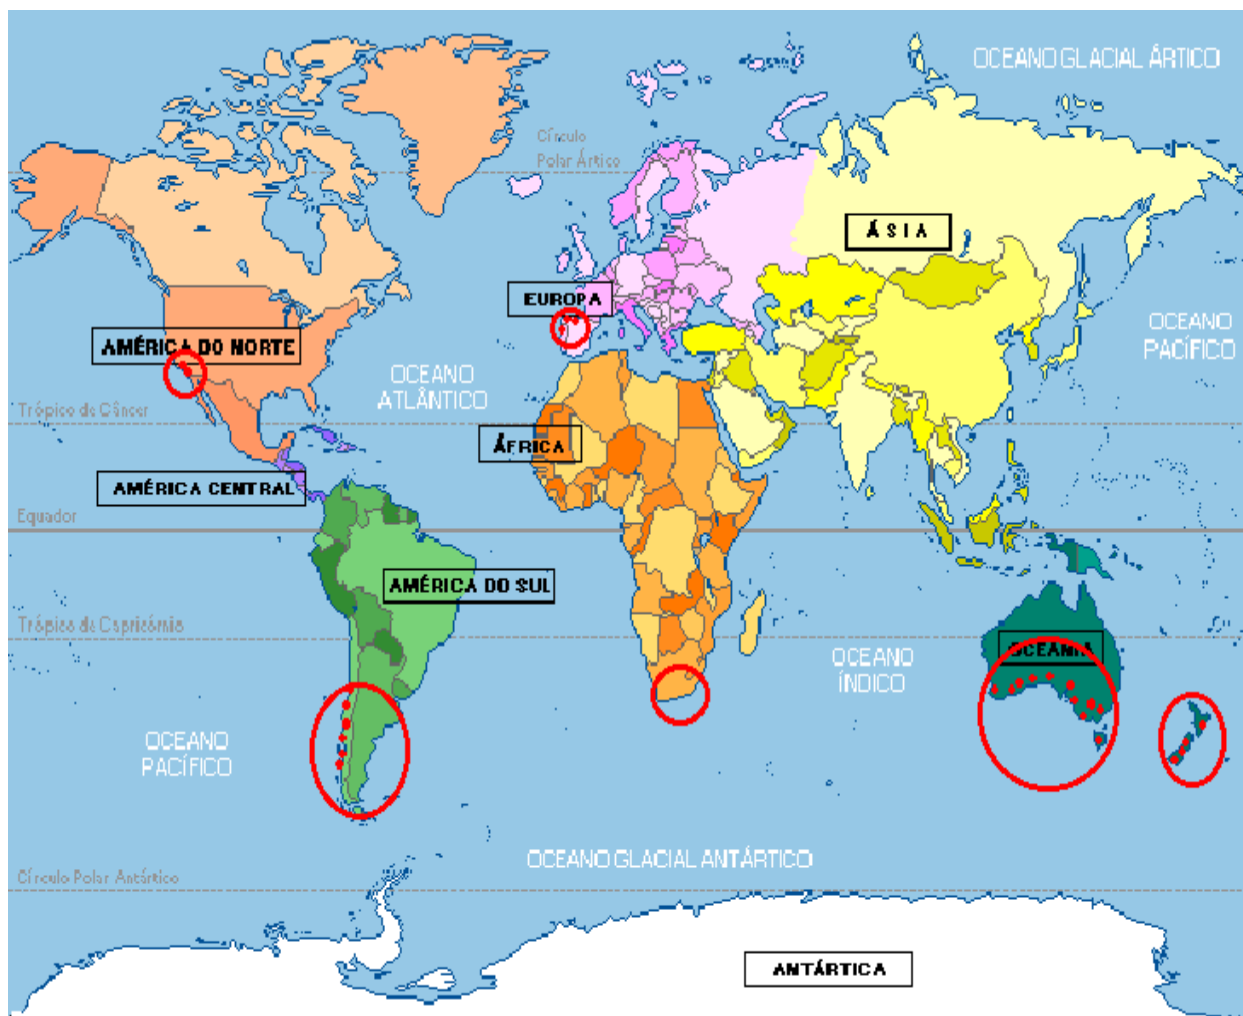 OCEANO GLACIAL ÁRTICO
Círculo
Polar Ártico
ÁSIA
EUROPA
OCEANO
PACÍFICO
AMÉRICA DO NORTE
OCEANO
ATLÂNTICO
Trópico de Câncer
ÁFRICA
AMÉRICA CENTRAL
Equador
AMÉRICA DO SUL
Trópico de Capricórnio
OCEANIA
OCEANO
ÍNDICO
OCEANO
PACÍFICO
OCEANO GLACIAL ANTÁRTICO
Círculo Polar Antártico
ANTÁRTICA